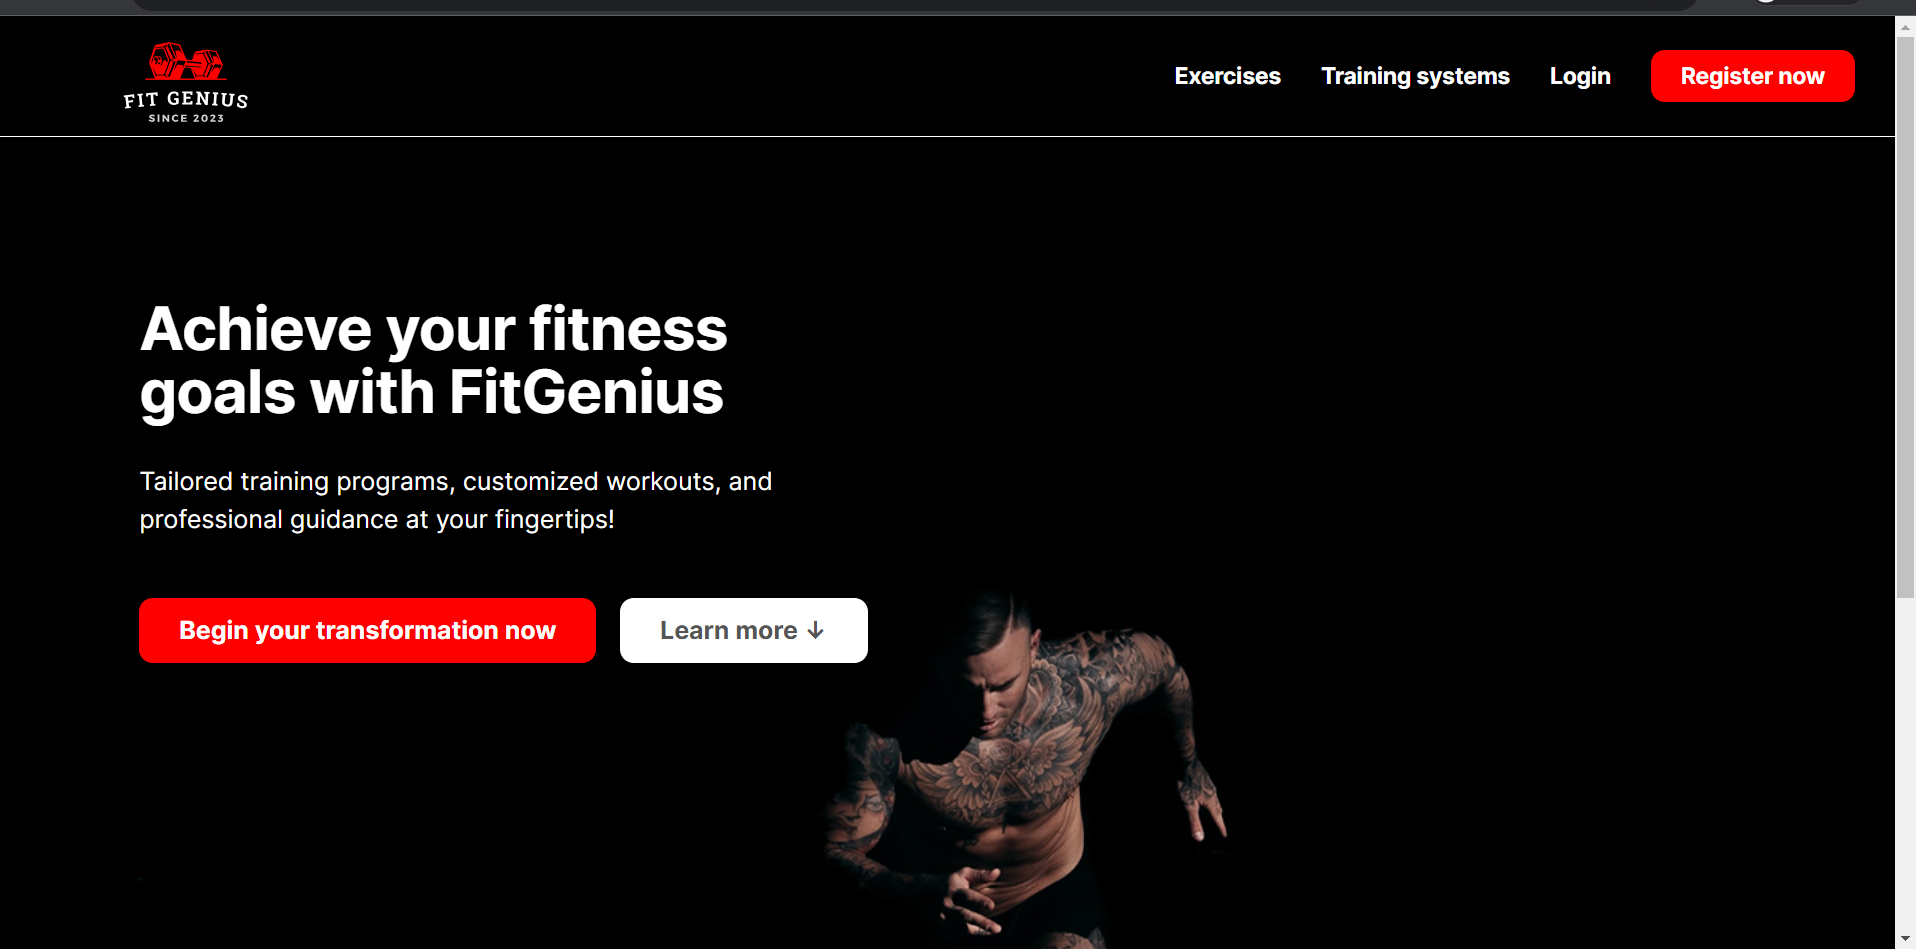 FIT GENIUS
SINCE 2023
Exercises Training systems Login Register now
Achieve your fitness
goals with FitGenius
Tailored training programs, customized workouts, and
professional guidance at your fingertips!
Begin your transformation now Learn more ↓